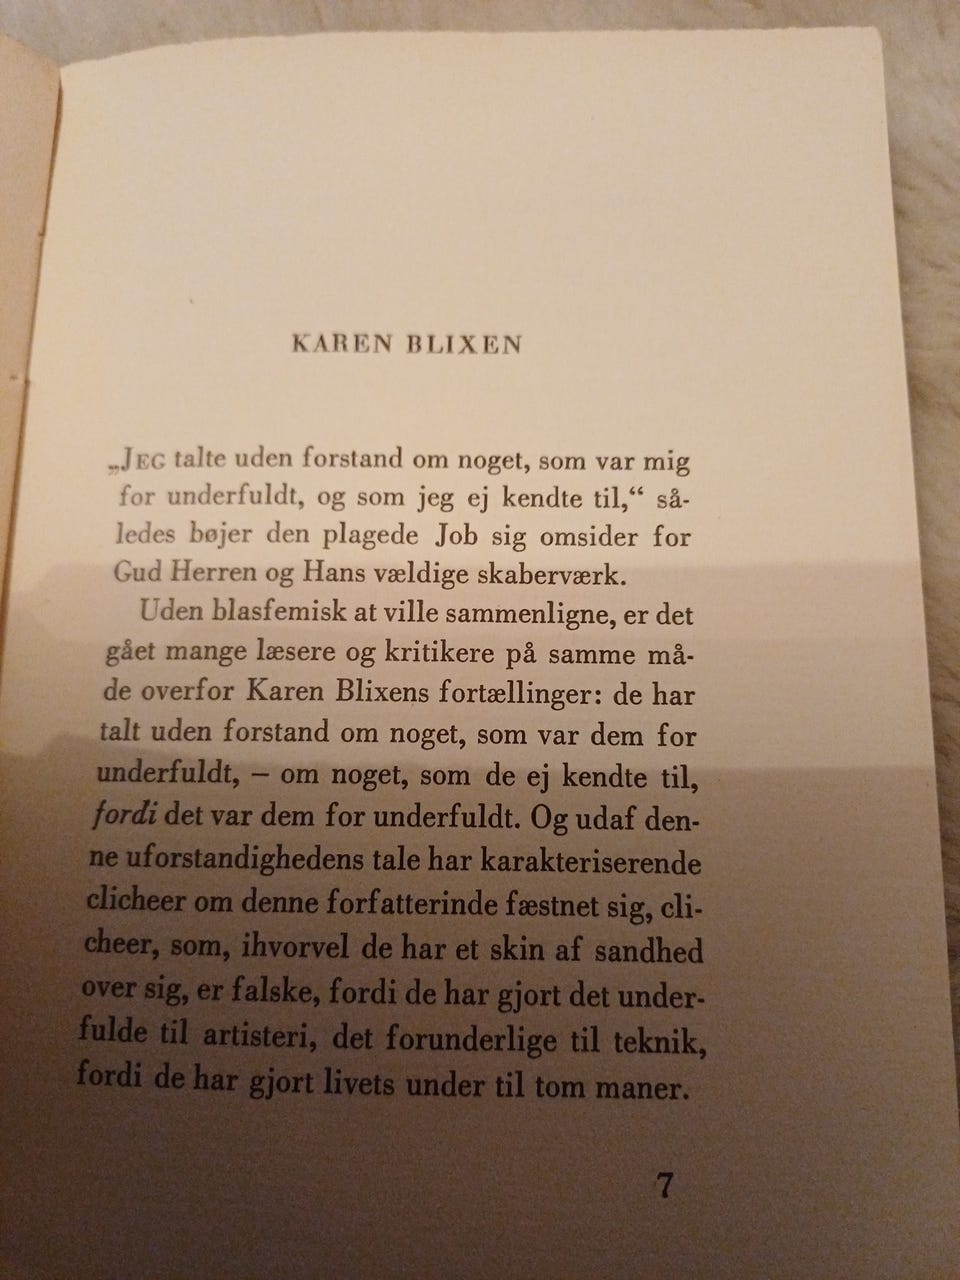 KAREN BLIXEN
„JEG talte uden forstand om noget, som var mig
for underfuldt, og som jeg ej kendte til,“ så-
ledes bøjer den plagede Job sig omsider for
Gud Herren og Hans vældige skaberværk.
Uden blasfemisk at ville sammenligne, er det
gået mange læsere og kritikere på samme må-
de overfor Karen Blixens fortællinger: de har
talt uden forstand om noget, som var dem for
underfuldt, – om noget, som de ej kendte til,
fordi det var dem for underfuldt. Og udaf den-
ne uforstandighedens tale har karakteriserende
clicheer om denne forfatterinde fæstnet sig, cli-
cheer, som, ihvorvel de har et skin af sandhed
over sig, er falske, fordi de har gjort det under-
fulde til artisteri, det forunderlige til teknik,
fordi de har gjort livets under til tom maner.
7